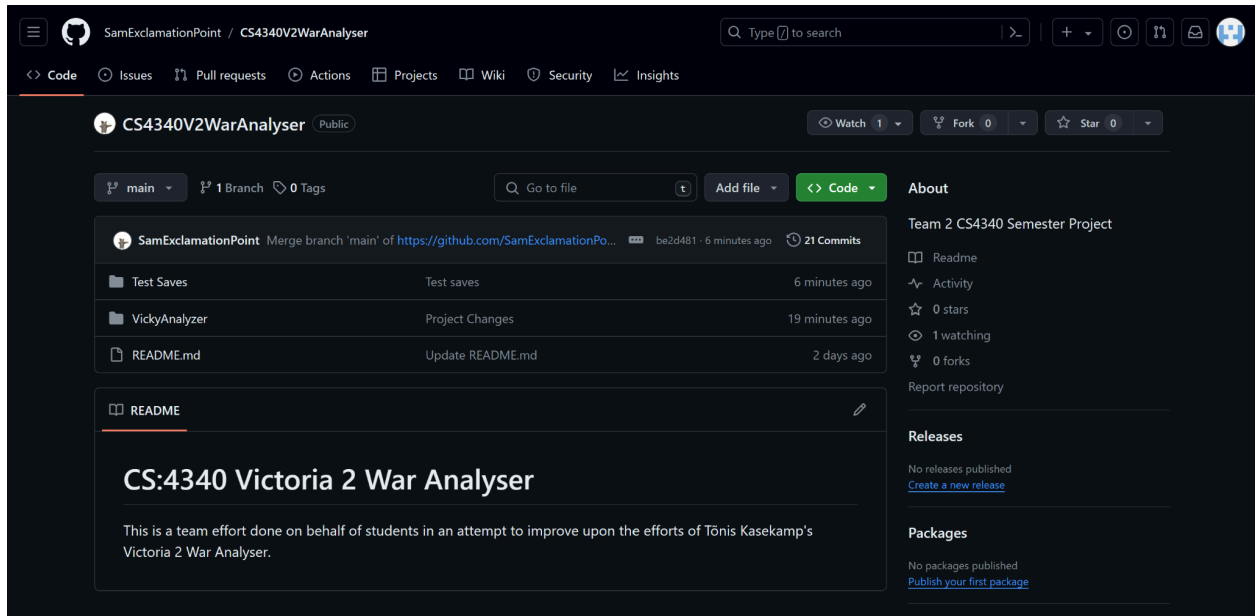 SamExclamationPoint / CS4340V2WarAnalyser
Type / to search
<> Code Issues Pull requests Actions Projects Wiki Security Insights
CS4340V2WarAnalyser Public
Watch 1 Fork 0 Star 0
main 1 Branch 0 Tags Go to file t Add file <> Code
SamExclamationPoint Merge branch 'main' of https://github.com/SamExclamationPo... be2d481 · 6 minutes ago 21 Commits
Test Saves Test saves 6 minutes ago
VickyAnalyzer Project Changes 19 minutes ago
README.md Update README.md 2 days ago
README
CS:4340 Victoria 2 War Analyser
This is a team effort done on behalf of students in an attempt to improve upon the efforts of Tõnis Kasekamp's
Victoria 2 War Analyser.
About
Team 2 CS4340 Semester Project
Readme
Activity
0 stars
1 watching
0 forks
Report repository
Releases
No releases published
Create a new release
Packages
No packages published
Publish your first package